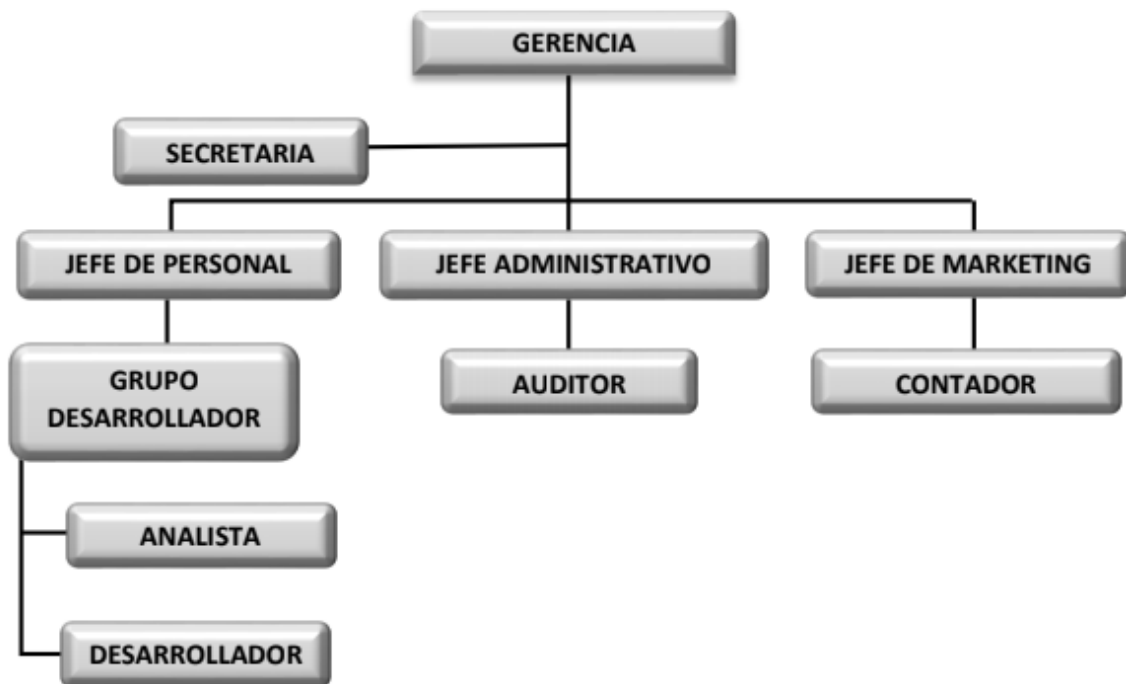 GERENCIA
SECRETARIA
JEFE DE PERSONAL
JEFE ADMINISTRATIVO
JEFE DE MARKETING
GRUPO
DESARROLLADOR
AUDITOR
CONTADOR
ANALISTA
DESARROLLADOR